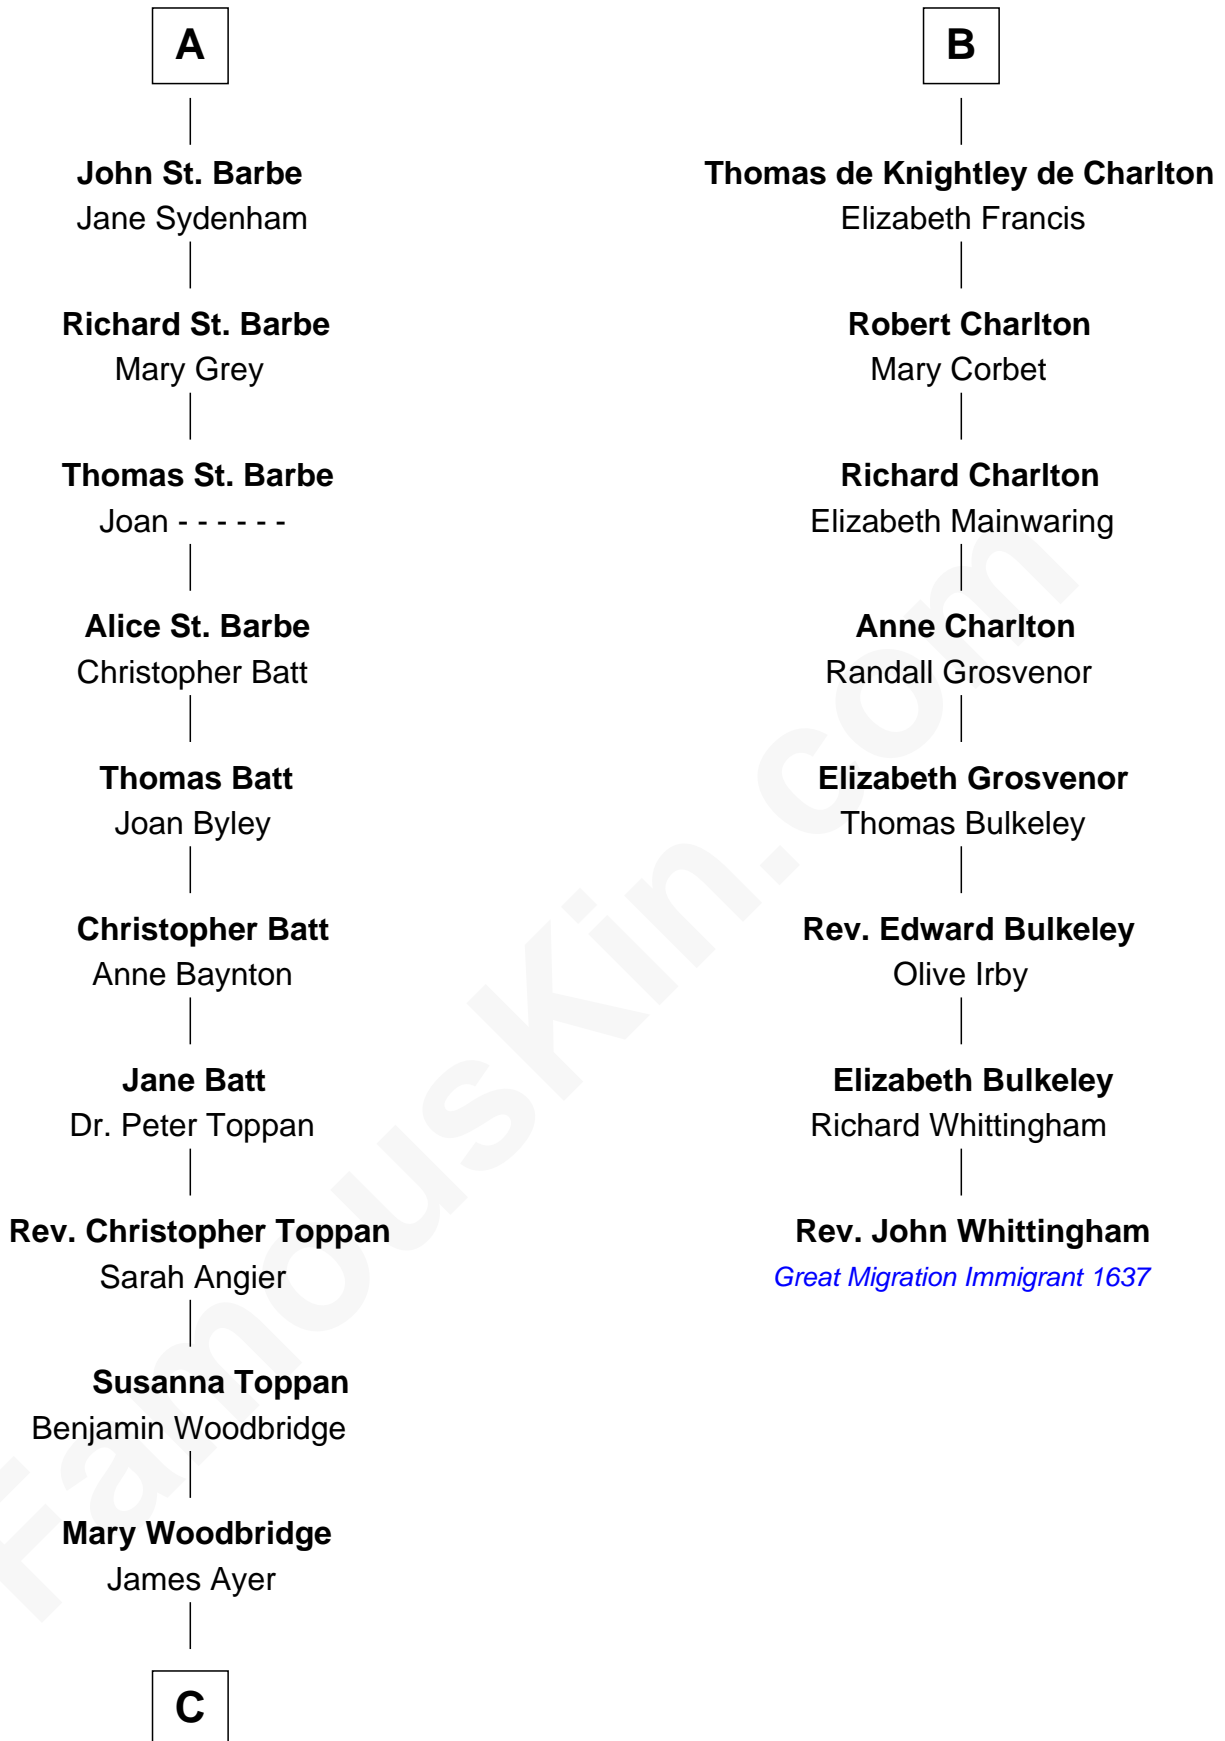 A
John St. Barbe
Jane Sydenham
Richard St. Barbe
Mary Grey
Thomas St. Barbe
Joan - - - - - -
Alice St. Barbe
Christopher Batt
Thomas Batt
Joan Byley
Christopher Batt
Anne Baynton
Jane Batt
Dr. Peter Toppan
Rev. Christopher Toppan
Sarah Angier
Susanna Toppan
Benjamin Woodbridge
Mary Woodbridge
James Ayer
C
B
Thomas de Knightley de Charlton
Elizabeth Francis
Robert Charlton
Mary Corbet
Richard Charlton
Elizabeth Mainwaring
Anne Charlton
Randall Grosvenor
Elizabeth Grosvenor
Thomas Bulkeley
Rev. Edward Bulkeley
Olive Irby
Elizabeth Bulkeley
Richard Whittingham
Rev. John Whittingham
Great Migration Immigrant 1637
FamousKin.com